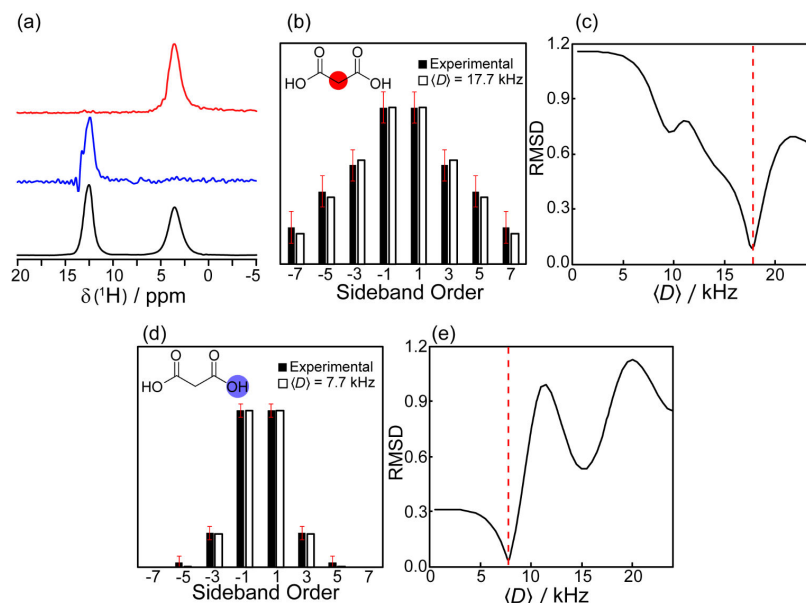 (a)
20 15 10 5 0 -5
δ(¹H) / ppm
(b)
O O
HO OH
Experimental
⟨D⟩ = 17.7 kHz
-7 -5 -3 -1 1 3 5 7
Sideband Order
(c)
1.2
0.9
0.6
0.3
0.0
RMSD
0 5 10 15 20
⟨D⟩ / kHz
(d)
O O
HO OH
Experimental
⟨D⟩ = 7.7 kHz
-7 -5 -3 -1 1 3 5 7
Sideband Order
(e)
1.2
0.9
0.6
0.3
0.0
RMSD
0 5 10 15 20
⟨D⟩ / kHz